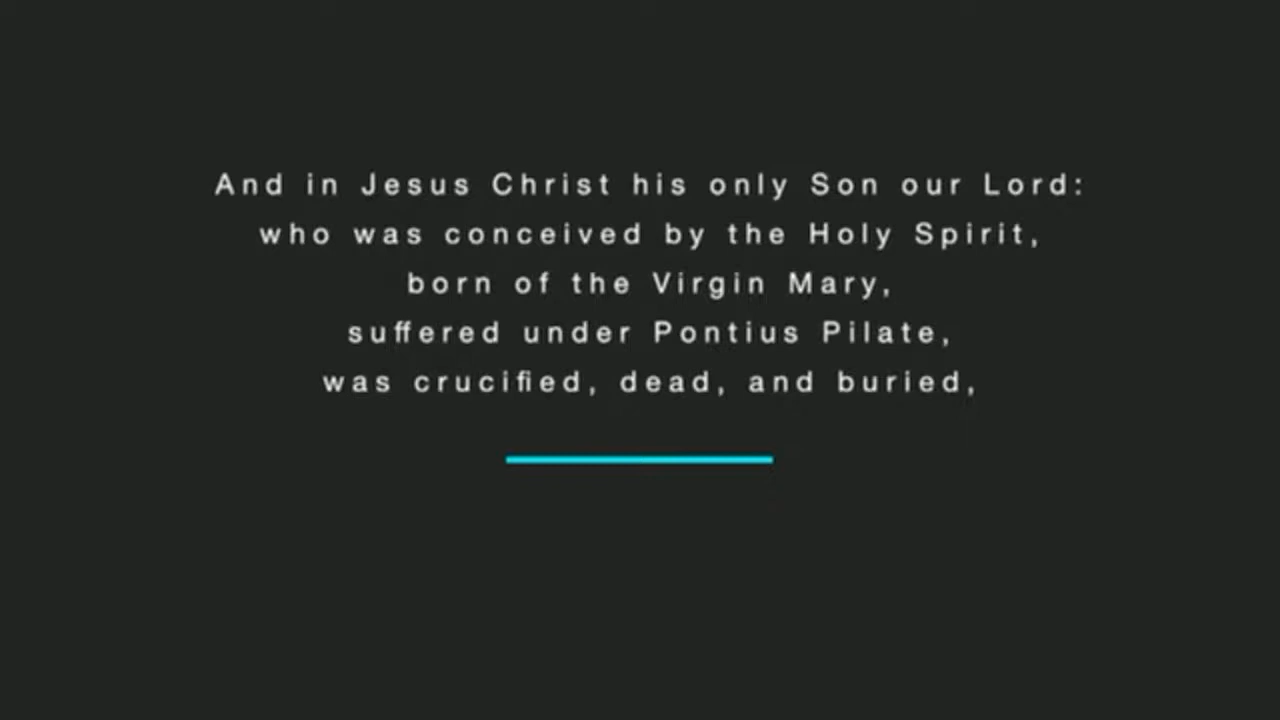 And in Jesus Christ his only Son our Lord:
who was conceived by the Holy Spirit,
born of the Virgin Mary,
suffered under Pontius Pilate,
was crucified, dead, and buried,